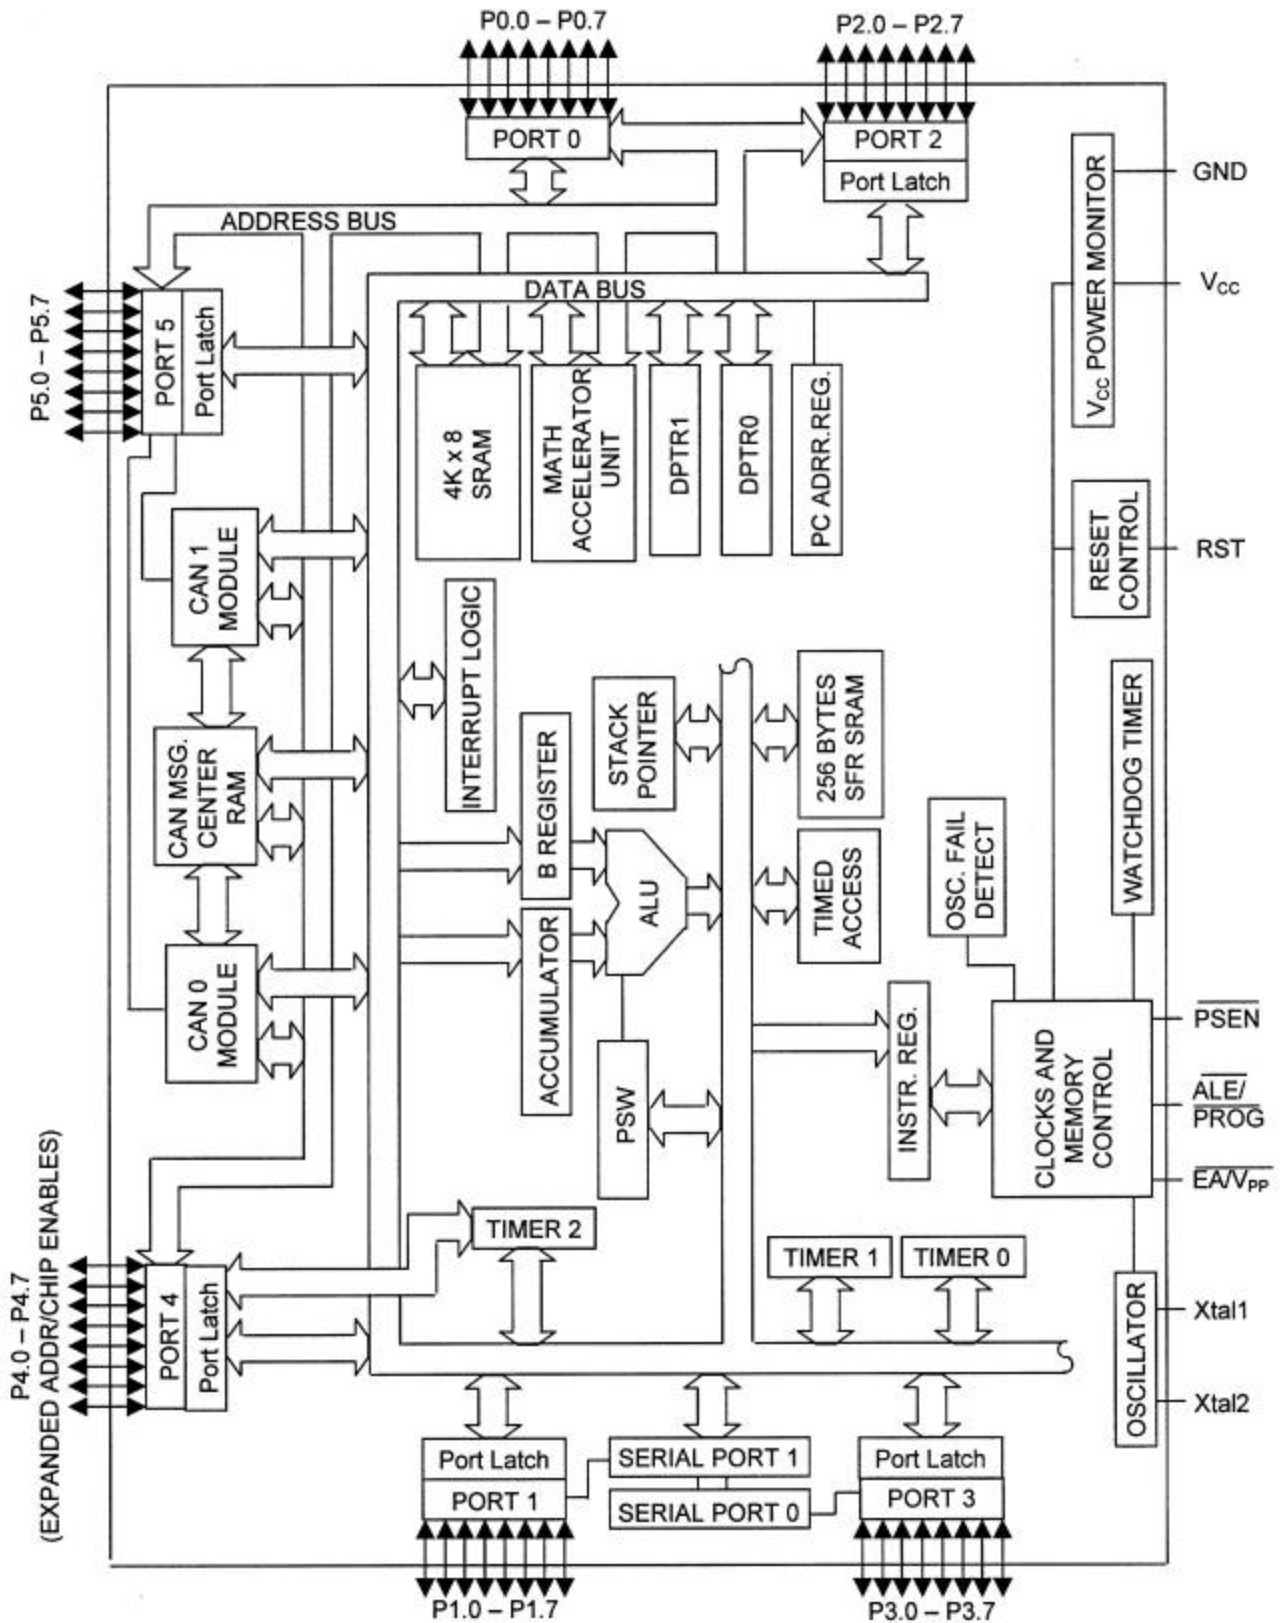 P0.0 – P0.7
P2.0 – P2.7
PORT 0
PORT 2
Port Latch
GND
VCC POWER MONITOR
VCC
ADDRESS BUS
DATA BUS
P5.0 – P5.7
PORT 5
Port Latch
4K x 8
SRAM
MATH
ACCELERATOR
UNIT
DPTR1
DPTR0
PC ADRR.REG.
RESET
CONTROL
RST
CAN 1
MODULE
INTERRUPT LOGIC
STACK
POINTER
256 BYTES
SFR SRAM
WATCHDOG TIMER
CAN MSG.
CENTER
RAM
B REGISTER
ALU
TIMED
ACCESS
OSC. FAIL
DETECT
CAN 0
MODULE
ACCUMULATOR
PSW
INSTR. REG.
CLOCKS AND
MEMORY
CONTROL
PSEN
ALE/
PROG
EA/VPP
P4.0 – P4.7
(EXPANDED ADDR/CHIP ENABLES)
PORT 4
Port Latch
TIMER 2
TIMER 1
TIMER 0
OSCILLATOR
Xtal1
Xtal2
Port Latch
PORT 1
SERIAL PORT 1
SERIAL PORT 0
Port Latch
PORT 3
P1.0 – P1.7
P3.0 – P3.7